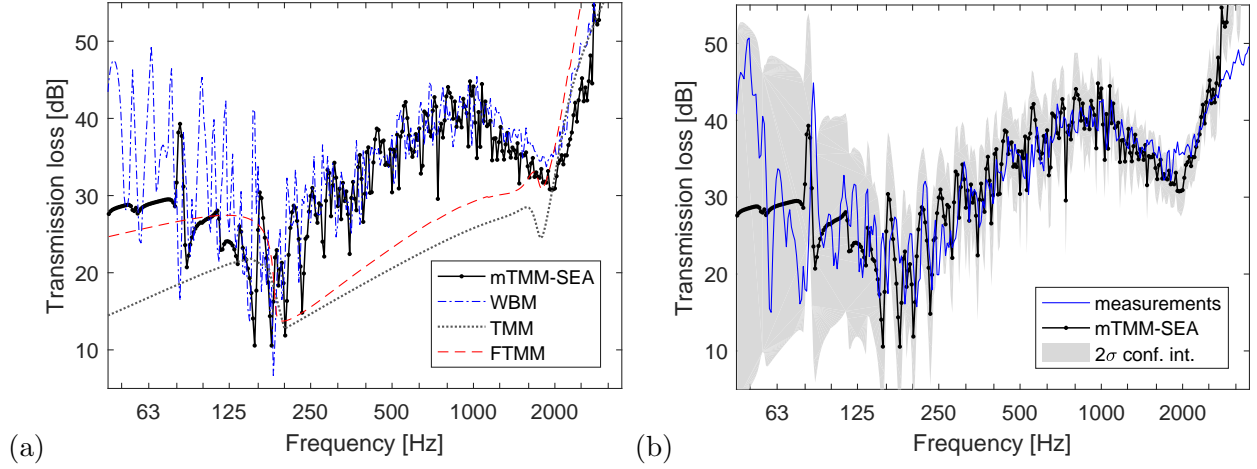 Transmission loss [dB]
50
40
30
20
10
mTMM-SEA
WBM
TMM
FTMM
63 125 250 500 1000 2000
Frequency [Hz]
(a)
Transmission loss [dB]
50
40
30
20
10
measurements
mTMM-SEA
2σ conf. int.
63 125 250 500 1000 2000
Frequency [Hz]
(b)